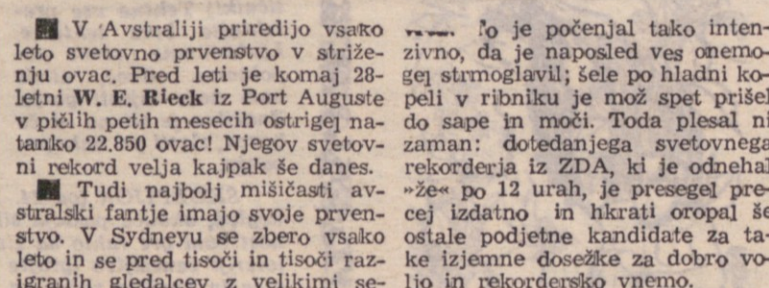 V Avstraliji priredijo vsako
leto svetovno prvenstvo v striže-
nju ovac. Pred leti je komaj 28-
letni W. E. Rieck iz Port Auguste
v pičlih petih mesecih ostrigel na-
tanko 22.850 ovac! Njegov svetov-
ni rekord velja kajpak še danes.
Tudi najbolj mišičasti av-
stralski fantje imajo svoje prven-
stvo. V Sydneyu se zbero vsako
leto in se pred tisoči in tisoči raz-
igranih gledalcev z velikimi se-
To je počenjal tako inten-
zivno, da je naposled ves onemo-
gel strmoglavil; šele po hladni ko-
peli v ribniku je mož spet prišel
do sape in moči. Toda plesal ni
zaman: dotedanjega svetovnega
rekorderja iz ZDA, ki je odnehal
»že« po 12 urah, je presegel pre-
cej izdatno in hkrati oropal še
ostale podjetne kandidate za ta-
ke izjemne dosežke za dobro vo-
ljo in rekordersko vnemo.